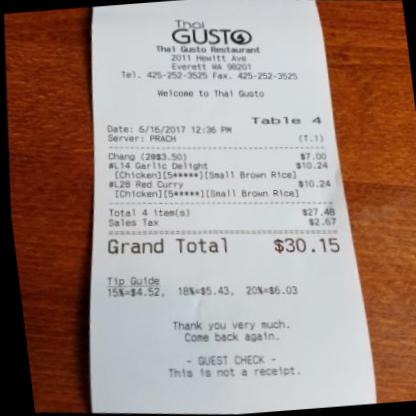 Thai
GUSTO
Thai Gusto Restaurant
2011 Hewitt Ave
Everett WA 98201
Tel. 425-252-3525 Fax. 425-252-3525
Welcome to Thai Gusto
Table 4
Date: 6/16/2017 12:36 PM
Server: PRACH (T.1)
Chang (2@$3.50) $7.00
#L14 Garlic Delight $10.24
[Chicken][5*****][Small Brown Rice]
#L28 Red Curry $10.24
[Chicken][5*****][Small Brown Rice]
Total 4 item(s) $27.48
Sales Tax $2.67
Grand Total $30.15
Tip Guide
15%=$4.52, 18%=$5.43, 20%=$6.03
Thank you very much.
Come back again.
- GUEST CHECK -
This is not a receipt.